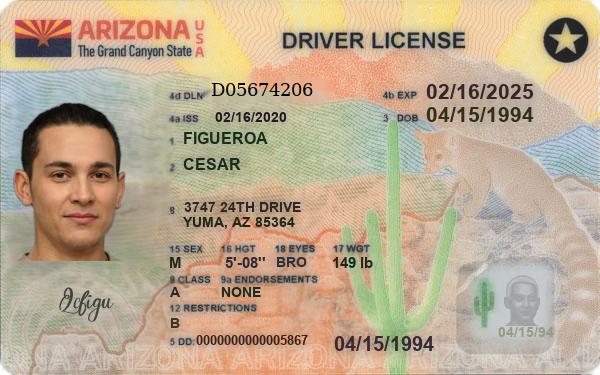 ARIZONA USA
The Grand Canyon State
DRIVER LICENSE
4d DLN D05674206
4b EXP 02/16/2025
4a ISS 02/16/2020
3 DOB 04/15/1994
1 FIGUEROA
2 CESAR
8 3747 24TH DRIVE
YUMA, AZ 85364
15 SEX 16 HGT 18 EYES 17 WGT
M 5'-08" BRO 149 lb
9 CLASS 9a ENDORSEMENTS
A NONE
12 RESTRICTIONS
B
5 DD: 0000000000005867
04/15/1994
04/15/94
ARIZONA ARIZONA ARIZONA